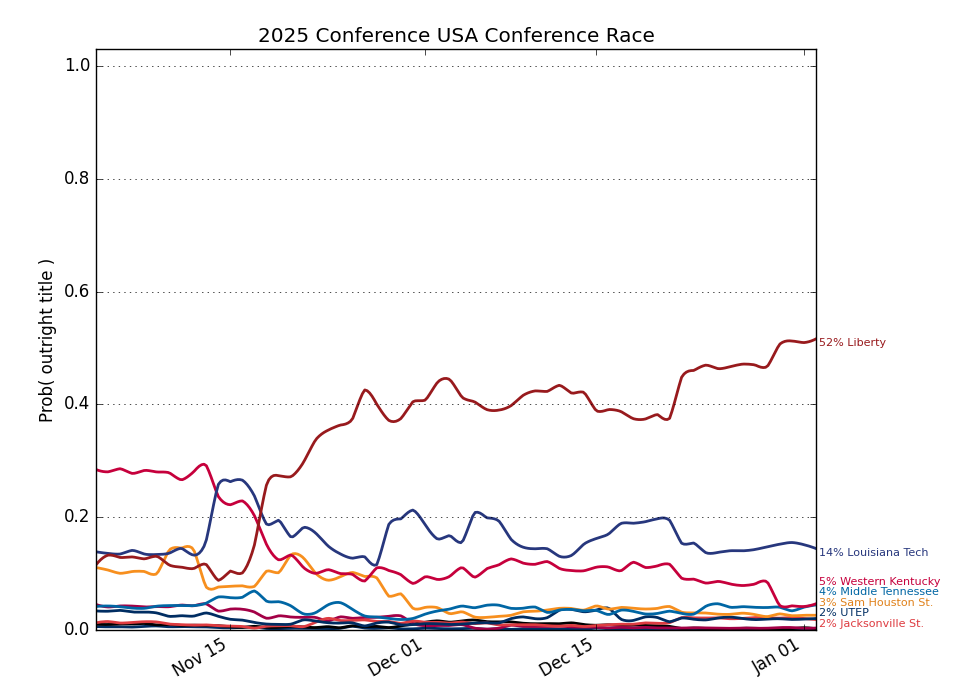 2025 Conference USA Conference Race
Prob( outright title )
1.0
0.8
0.6
0.4
0.2
0.0
Nov 15
Dec 01
Dec 15
Jan 01
52% Liberty
14% Louisiana Tech
5% Western Kentucky
4% Middle Tennessee
3% Sam Houston St.
2% UTEP
2% Jacksonville St.